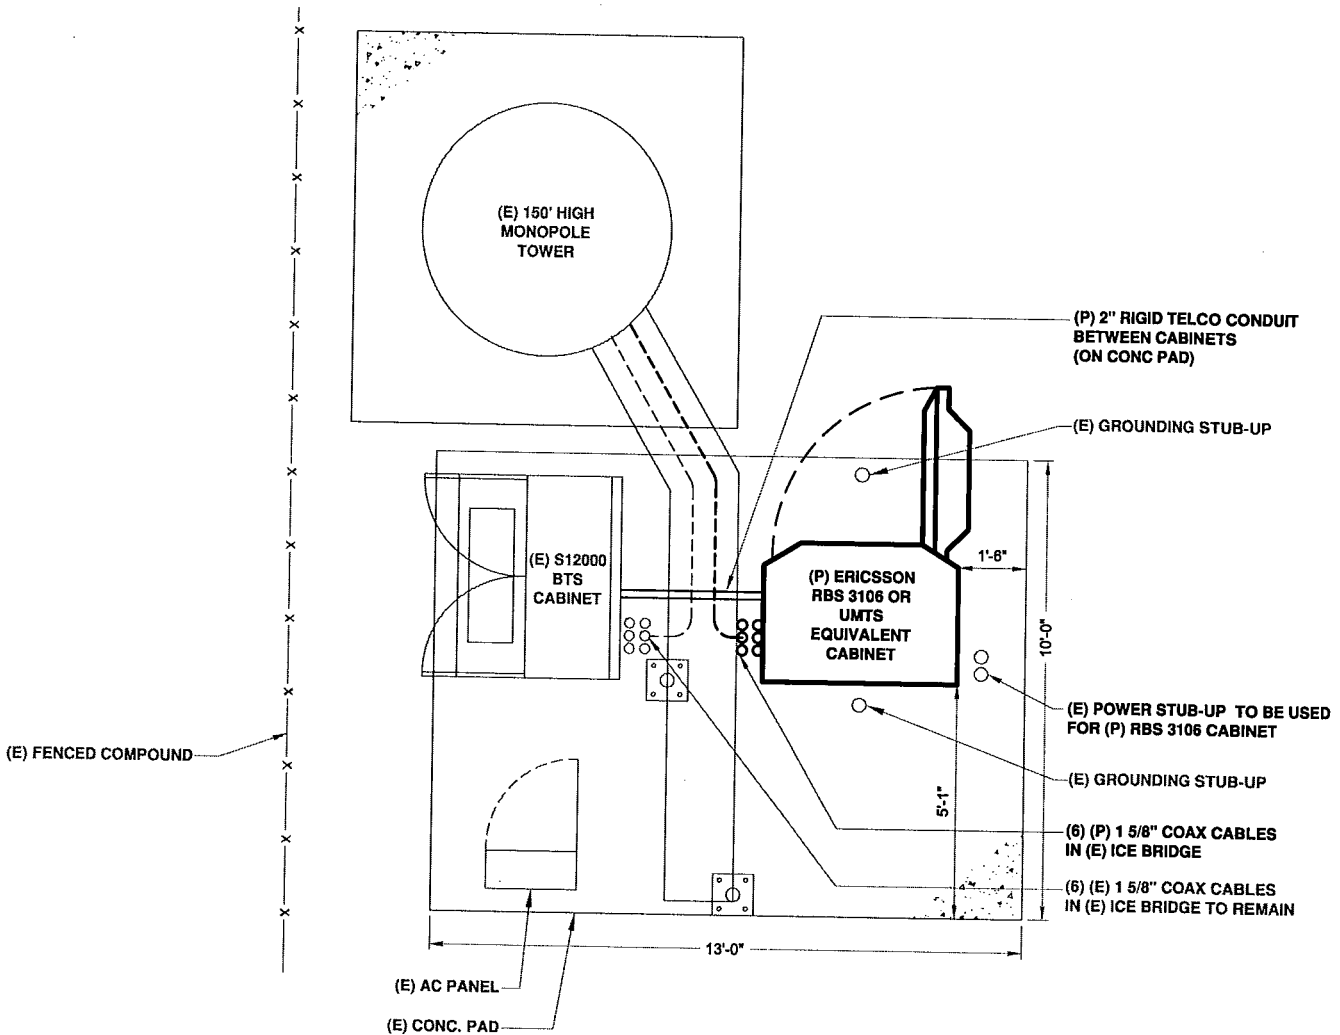 (E) 150' HIGH
MONOPOLE
TOWER
(P) 2" RIGID TELCO CONDUIT
BETWEEN CABINETS
(ON CONC PAD)
(E) GROUNDING STUB-UP
(E) S12000
BTS
CABINET
(P) ERICSSON
RBS 3106 OR
UMTS
EQUIVALENT
CABINET
1'-6"
10'-0"
(E) POWER STUB-UP TO BE USED
FOR (P) RBS 3106 CABINET
(E) FENCED COMPOUND
(E) GROUNDING STUB-UP
5'-1"
(6) (P) 1 5/8" COAX CABLES
IN (E) ICE BRIDGE
(6) (E) 1 5/8" COAX CABLES
IN (E) ICE BRIDGE TO REMAIN
13'-0"
(E) AC PANEL
(E) CONC. PAD